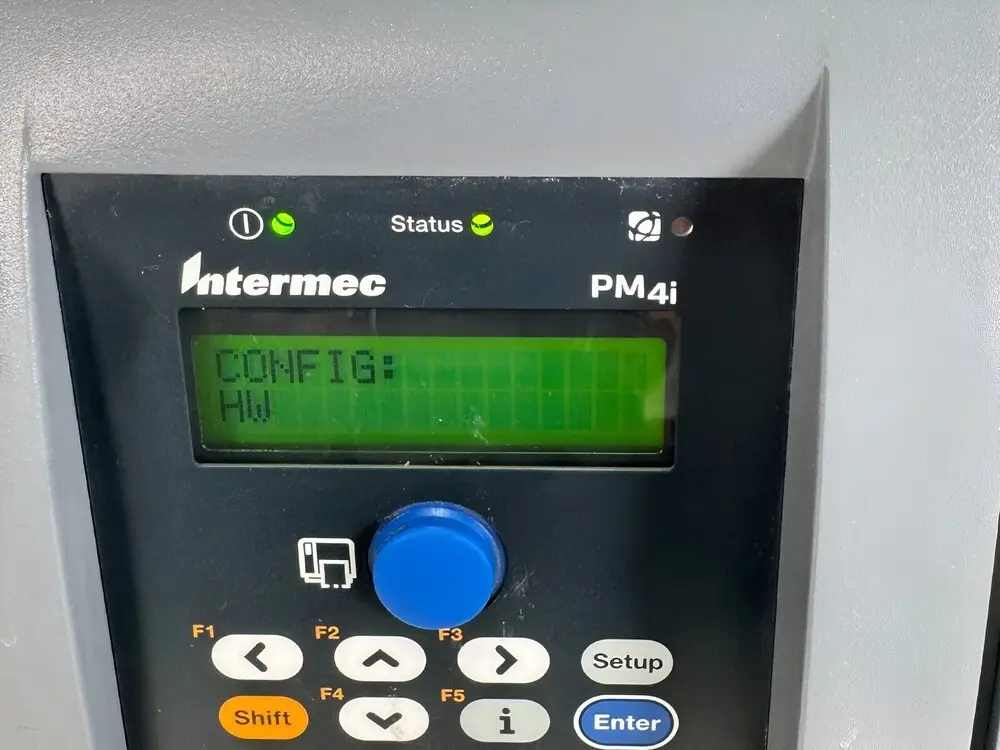 Status
Intermec
PM4i
CONFIG:
HW
F1
F2
F3
Setup
F4
F5
Shift
i
Enter